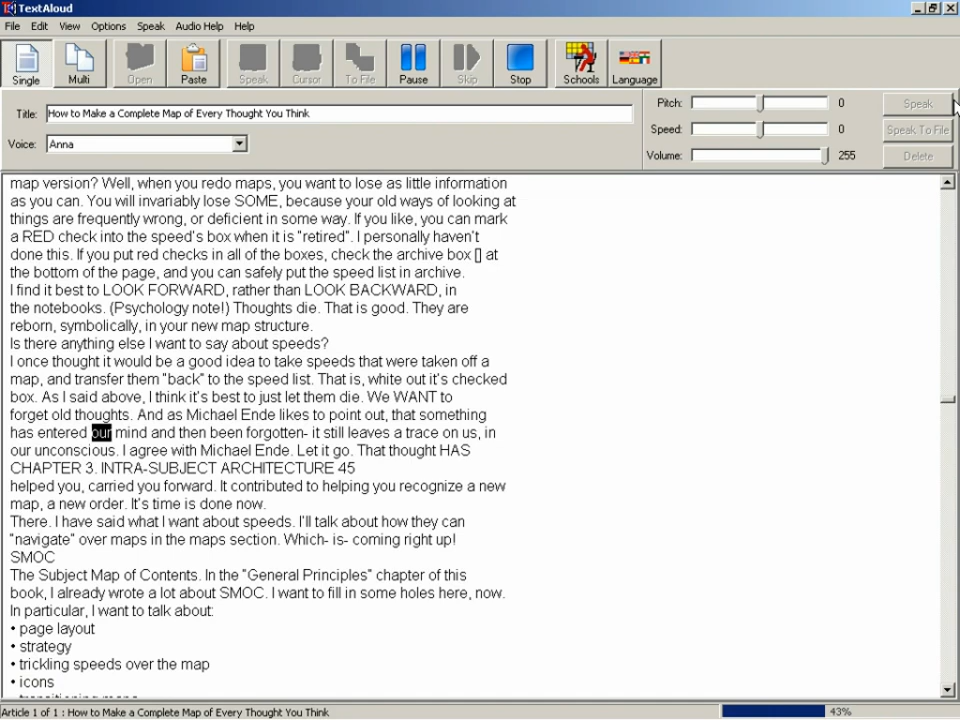 TextAloud
File Edit View Options Speak Audio Help Help
Single Multi Open Paste Speak Cursor To File Pause Skip Stop Schools Language
Title: How to Make a Complete Map of Every Thought You Think
Voice: Anna
Pitch: 0 Speak
Speed: 0 Speak To File
Volume: 255 Delete
map version? Well, when you redo maps, you want to lose as little information
as you can. You will invariably lose SOME, because your old ways of looking at
things are frequently wrong, or deficient in some way. If you like, you can mark
a RED check into the speed's box when it is "retired". I personally haven't
done this. If you put red checks in all of the boxes, check the archive box [] at
the bottom of the page, and you can safely put the speed list in archive.
I find it best to LOOK FORWARD, rather than LOOK BACKWARD, in
the notebooks. (Psychology note!) Thoughts die. That is good. They are
reborn, symbolically, in your new map structure.
Is there anything else I want to say about speeds?
I once thought it would be a good idea to take speeds that were taken off a
map, and transfer them "back" to the speed list. That is, white out it's checked
box. As I said above, I think it's best to just let them die. We WANT to
forget old thoughts. And as Michael Ende likes to point out, that something
has entered our mind and then been forgotten- it still leaves a trace on us, in
our unconscious. I agree with Michael Ende. Let it go. That thought HAS
CHAPTER 3. INTRA-SUBJECT ARCHITECTURE 45
helped you, carried you forward. It contributed to helping you recognize a new
map, a new order. It's time is done now.
There. I have said what I want about speeds. I'll talk about how they can
"navigate" over maps in the maps section. Which- is- coming right up!
SMOC
The Subject Map of Contents. In the "General Principles" chapter of this
book, I already wrote a lot about SMOC. I want to fill in some holes here, now.
In particular, I want to talk about:
• page layout
• strategy
• trickling speeds over the map
• icons
• transitioning maps
Article 1 of 1 : How to Make a Complete Map of Every Thought You Think 43%